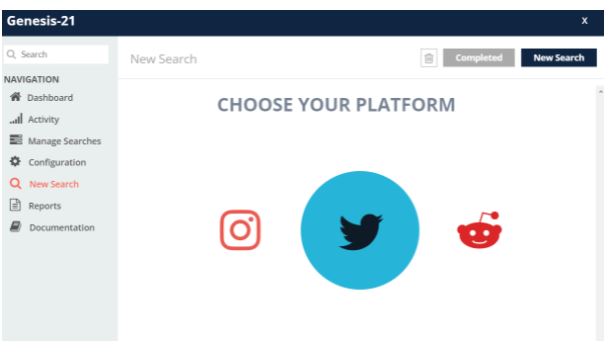 Genesis-21
x
Search
New Search
Completed
New Search
NAVIGATION
Dashboard
Activity
Manage Searches
Configuration
New Search
Reports
Documentation
CHOOSE YOUR PLATFORM